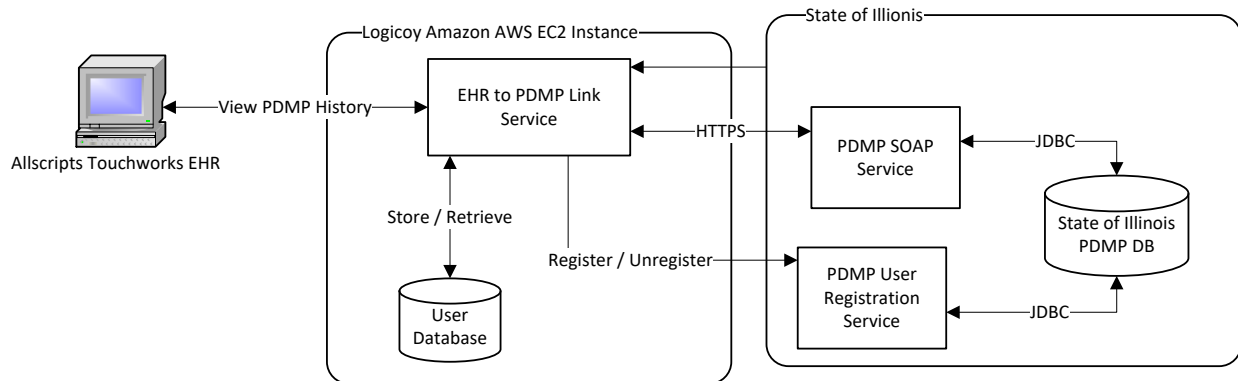 State of Illionis
Logicoy Amazon AWS EC2 Instance
EHR to PDMP Link
Service
View PDMP History
Allscripts Touchworks EHR
HTTPS
PDMP SOAP
Service
JDBC
Store / Retrieve
State of Illinois
PDMP DB
Register / Unregister
PDMP User
Registration
Service
JDBC
User
Database